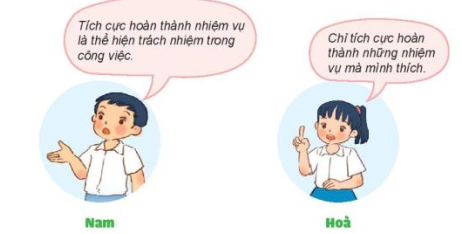 Tích cực hoàn thành nhiệm vụ
là thể hiện trách nhiệm trong
công việc.
Chỉ tích cực hoàn
thành những nhiệm
vụ mà mình thích.
Nam
Hoà